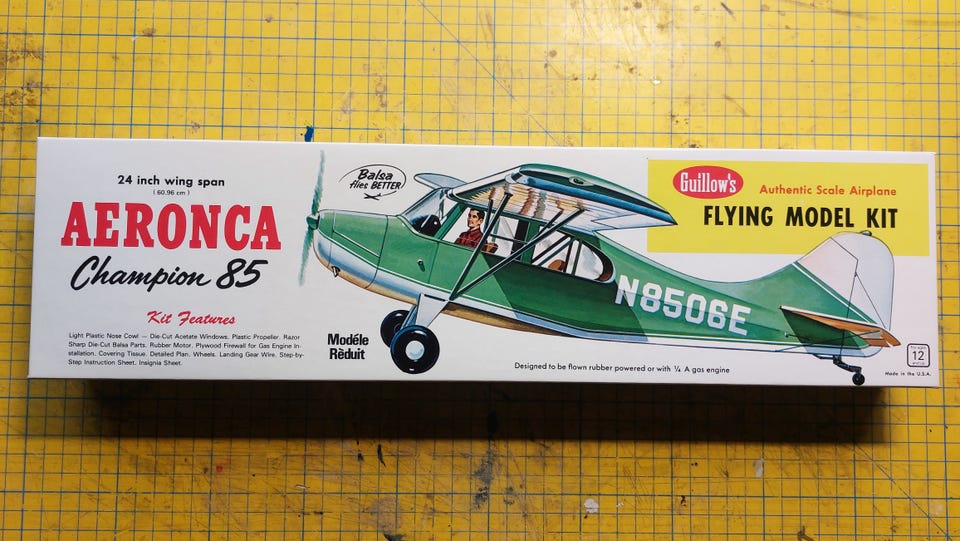 24 inch wing span
(60.96 cm)
AERONCA
Champion 85
Kit Features
Light Plastic Nose Cowl — Die-Cut Acetate Windows. Plastic Propeller. Razor
Sharp Die-Cut Balsa Parts. Rubber Motor. Plywood Firewall for Gas Engine In-
stallation. Covering Tissue. Detailed Plan. Wheels. Landing Gear Wire. Step-by-
Step Instruction Sheet. Insignia Sheet.
Balsa
flies BETTER
Modéle
Rèduit
N8506E
Guillow's
Authentic Scale Airplane
FLYING MODEL KIT
Designed to be flown rubber powered or with ¼ A gas engine
12
Made in the U.S.A.